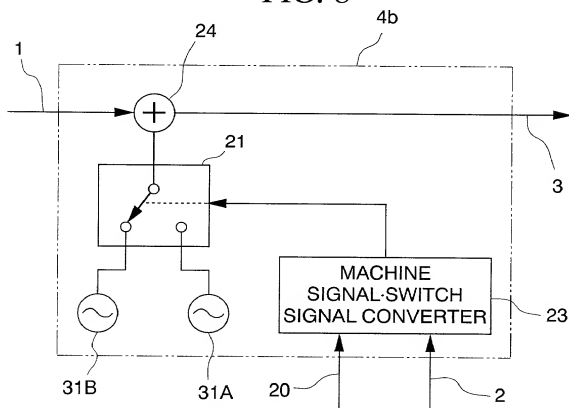 FIG. 8
4b
24
1
+
21
3
MACHINE
SIGNAL·SWITCH
SIGNAL CONVERTER
23
31B
31A
20
2